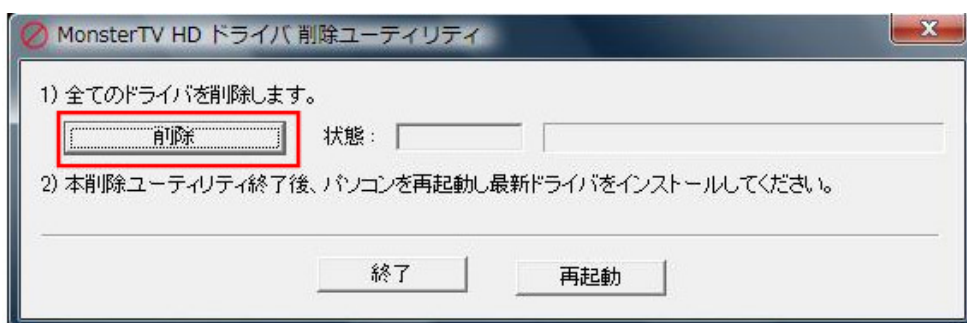 MonsterTV HD ドライバ 削除ユーティリティ
1) 全てのドライバを削除します。
削除 状態：
2) 本削除ユーティリティ終了後、パソコンを再起動し最新ドライバをインストールしてください。
終了 再起動